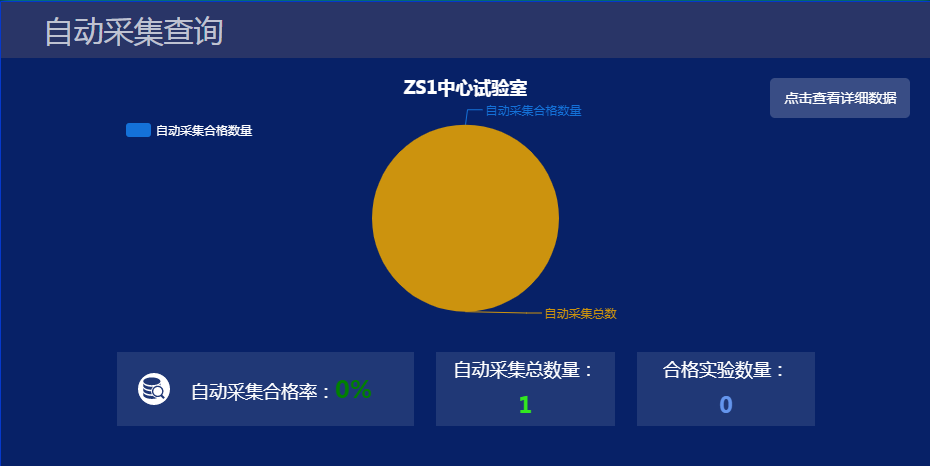 自动采集查询
ZS1中心试验室
点击查看详细数据
自动采集合格数量
自动采集合格数量
自动采集总数
自动采集合格率：0%
自动采集总数量：
1
合格实验数量：
0